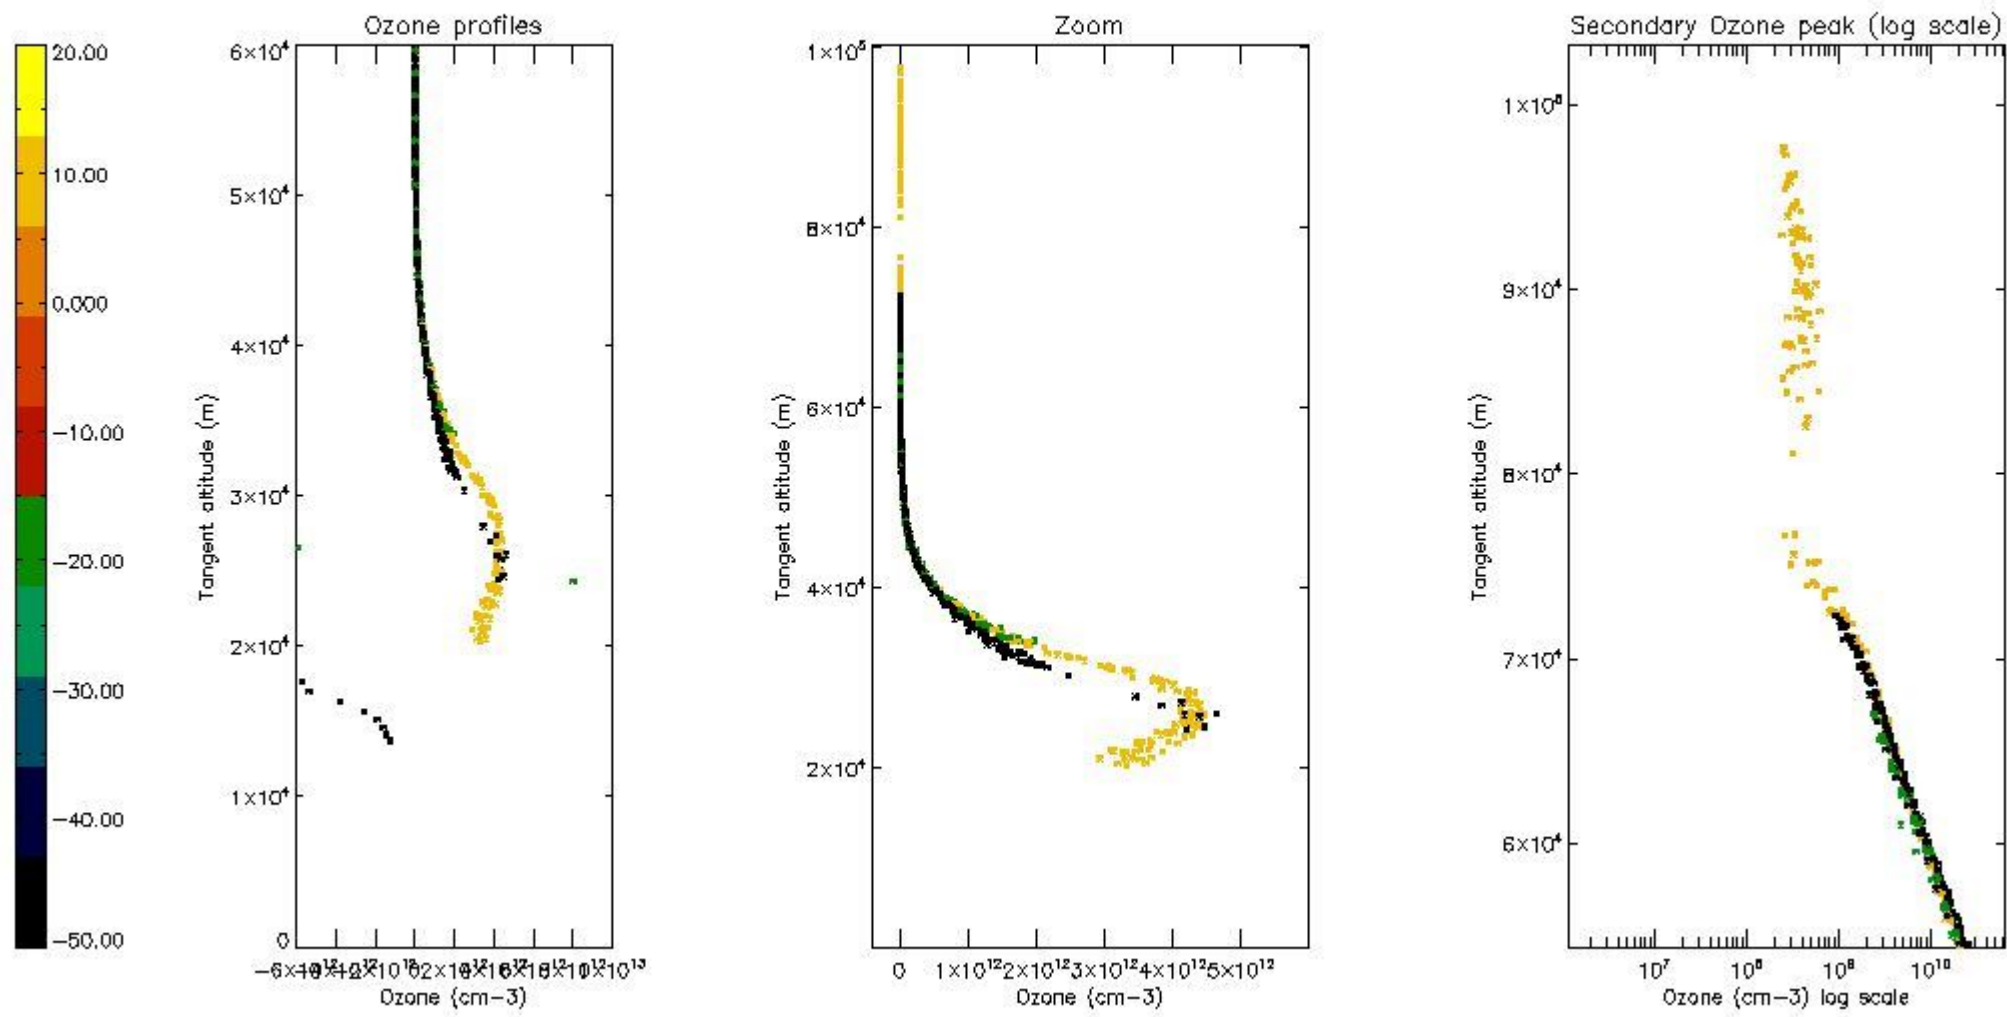 Ozone profiles
Zoom
Secondary Ozone peak (log scale)
20.00
10.00
0.000
−10.00
−20.00
−30.00
−40.00
−50.00
6×10⁴
5×10⁴
4×10⁴
3×10⁴
2×10⁴
1×10⁴
0
Tangent altitude (m)
Ozone (cm−3)
1×10⁵
8×10⁴
6×10⁴
4×10⁴
2×10⁴
Tangent altitude (m)
0 1×10¹² 2×10¹² 3×10¹² 4×10¹² 5×10¹²
Ozone (cm−3)
9×10⁴
8×10⁴
7×10⁴
6×10⁴
Tangent altitude (m)
10⁷ 10⁸ 10⁹ 10¹⁰
Ozone (cm−3) log scale